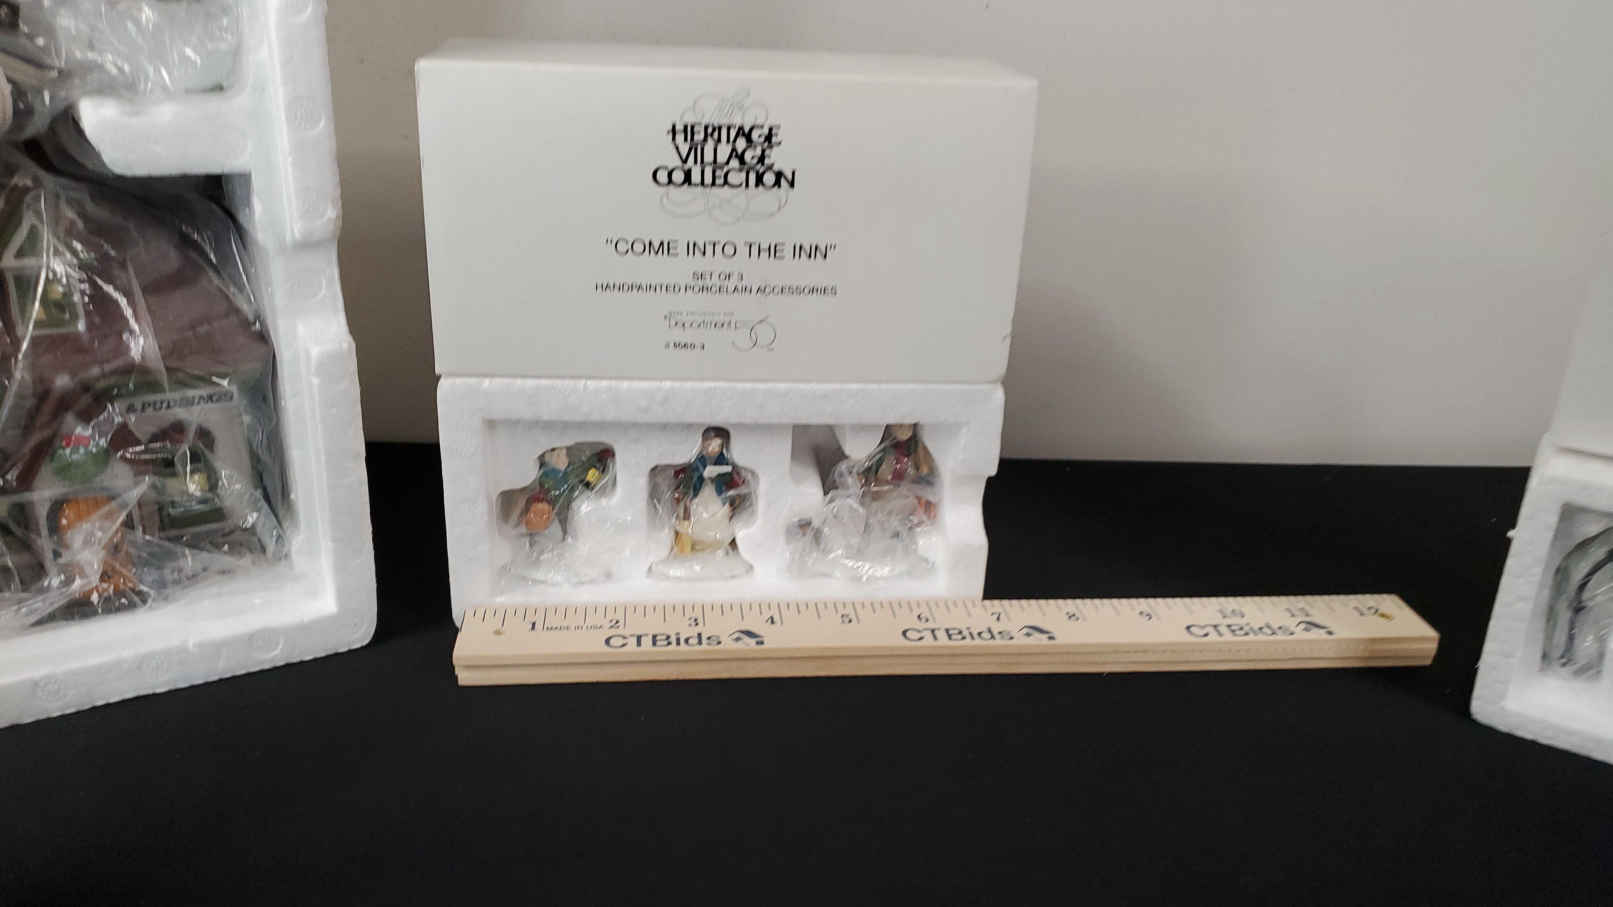 The
HERITAGE
VILLAGE
COLLECTION
"COME INTO THE INN"
SET OF 3
HANDPAINTED PORCELAIN ACCESSORIES
Department 56
& PUDDINGS
1 MADE IN USA 2 3 4 5 6 7 8 9 10 11 12
CTBids CTBids CTBids